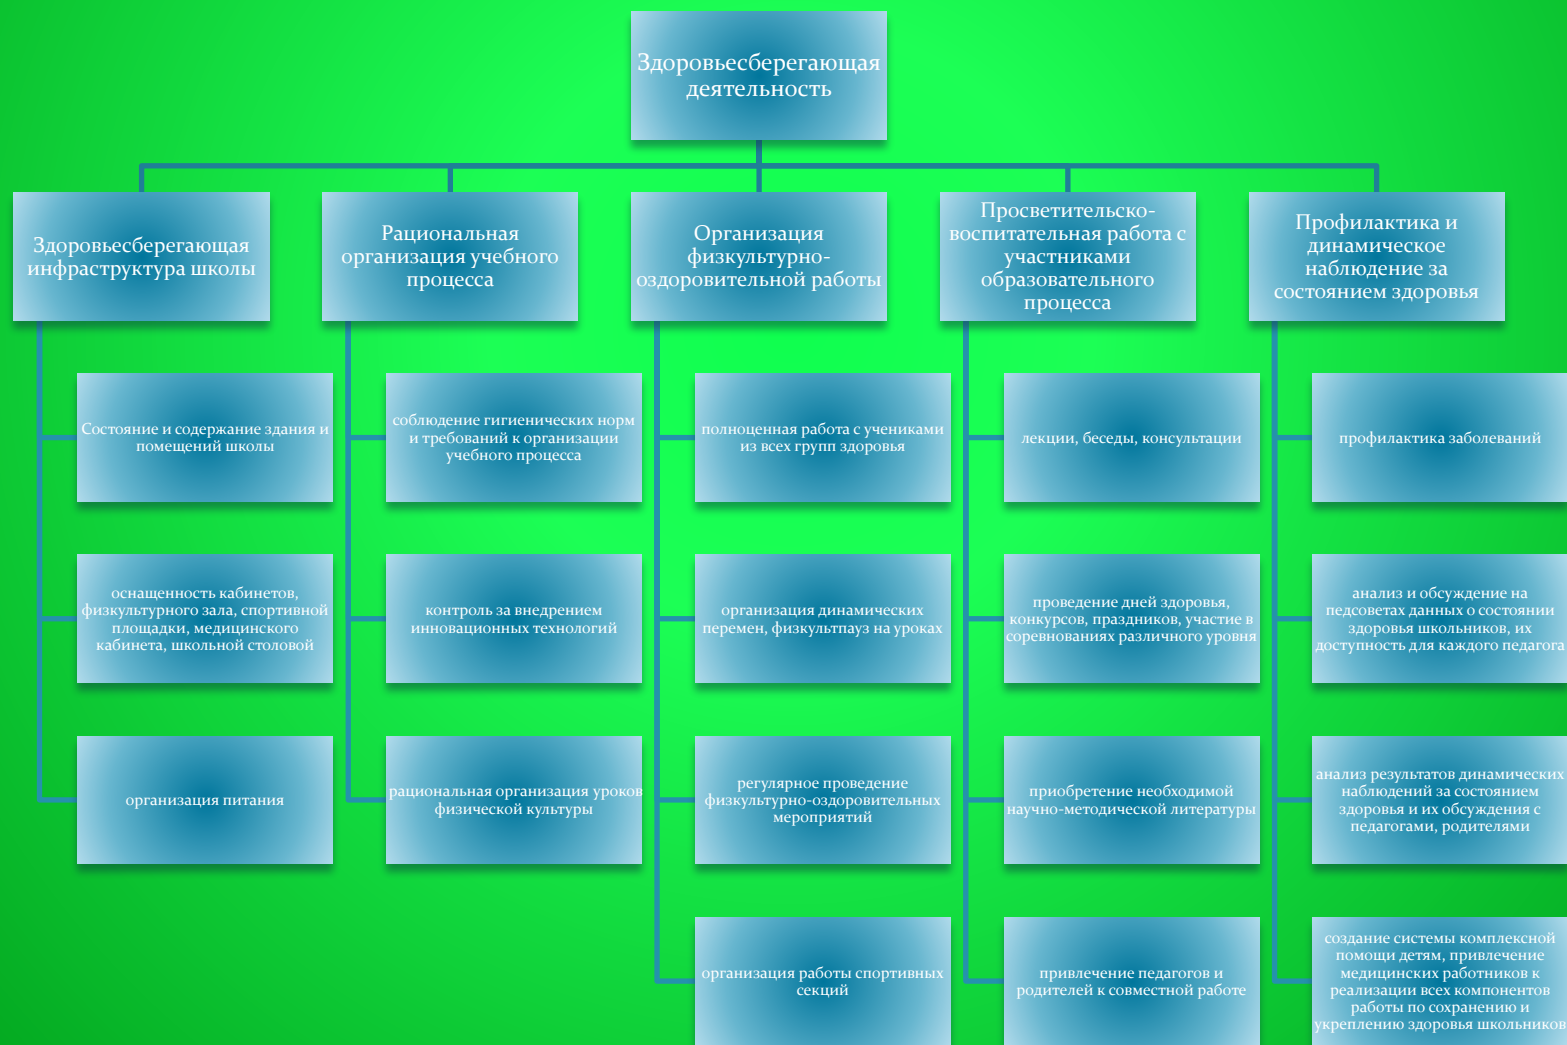 Здоровьесберегающая
деятельность
Здоровьесберегающая
инфраструктура школы
Состояние и содержание здания и
помещений школы
оснащенность кабинетов,
физкультурного зала, спортивной
площадки, медицинского
кабинета, школьной столовой
организация питания
Рациональная
организация учебного
процесса
соблюдение гигиенических норм
и требований к организации
учебного процесса
контроль за внедрением
инновационных технологий
рациональная организация уроков
физической культуры
Организация
физкультурно-
оздоровительной работы
полноценная работа с учениками
из всех групп здоровья
организация динамических
перемен, физкультпауз на уроках
регулярное проведение
физкультурно-оздоровительных
мероприятий
организация работы спортивных
секций
Просветительско-
воспитательная работа с
участниками
образовательного
процесса
лекции, беседы, консультации
проведение дней здоровья,
конкурсов, праздников, участие в
соревнованиях различного уровня
приобретение необходимой
научно-методической литературы
привлечение педагогов и
родителей к совместной работе
Профилактика и
динамическое
наблюдение за
состоянием здоровья
профилактика заболеваний
анализ и обсуждение на
педсоветах данных о состоянии
здоровья школьников, их
доступность для каждого педагога
анализ результатов динамических
наблюдений за состоянием
здоровья и их обсуждения с
педагогами, родителями
создание системы комплексной
помощи детям, привлечение
медицинских работников к
реализации всех компонентов
работы по сохранению и
укреплению здоровья школьников